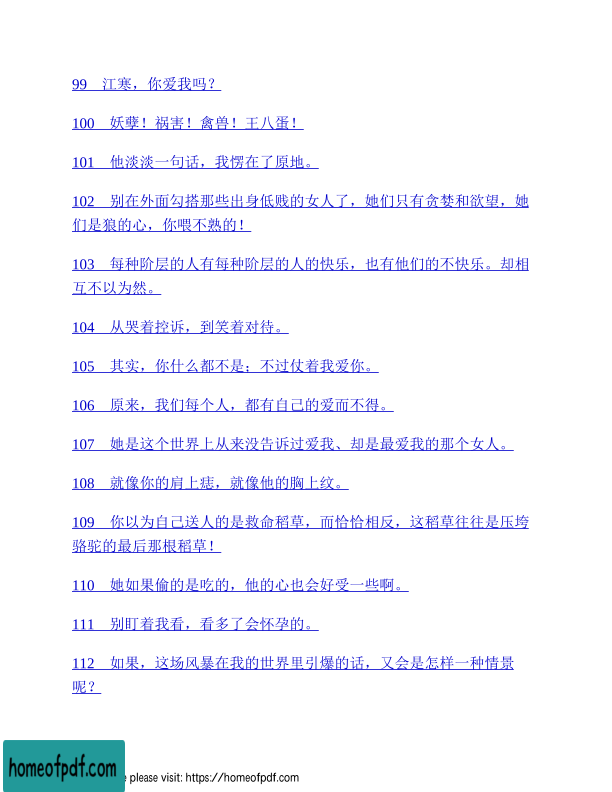 99 江寒，你爱我吗？
100 妖孽！祸害！禽兽！王八蛋！
101 他淡淡一句话，我愣在了原地。
102 别在外面勾搭那些出身低贱的女人了，她们只有贪婪和欲望，她
们是狼的心，你喂不熟的！
103 每种阶层的人有每种阶层的人的快乐，也有他们的不快乐。却相
互不以为然。
104 从哭着控诉，到笑着对待。
105 其实，你什么都不是；不过仗着我爱你。
106 原来，我们每个人，都有自己的爱而不得。
107 她是这个世界上从来没告诉过爱我、却是最爱我的那个女人。
108 就像你的肩上痣，就像他的胸上纹。
109 你以为自己送人的是救命稻草，而恰恰相反，这稻草往往是压垮
骆驼的最后那根稻草！
110 她如果偷的是吃的，他的心也会好受一些啊。
111 别盯着我看，看多了会怀孕的。
112 如果，这场风暴在我的世界里引爆的话，又会是怎样一种情景
呢？
homeofpdf.com
e please visit: https://homeofpdf.com